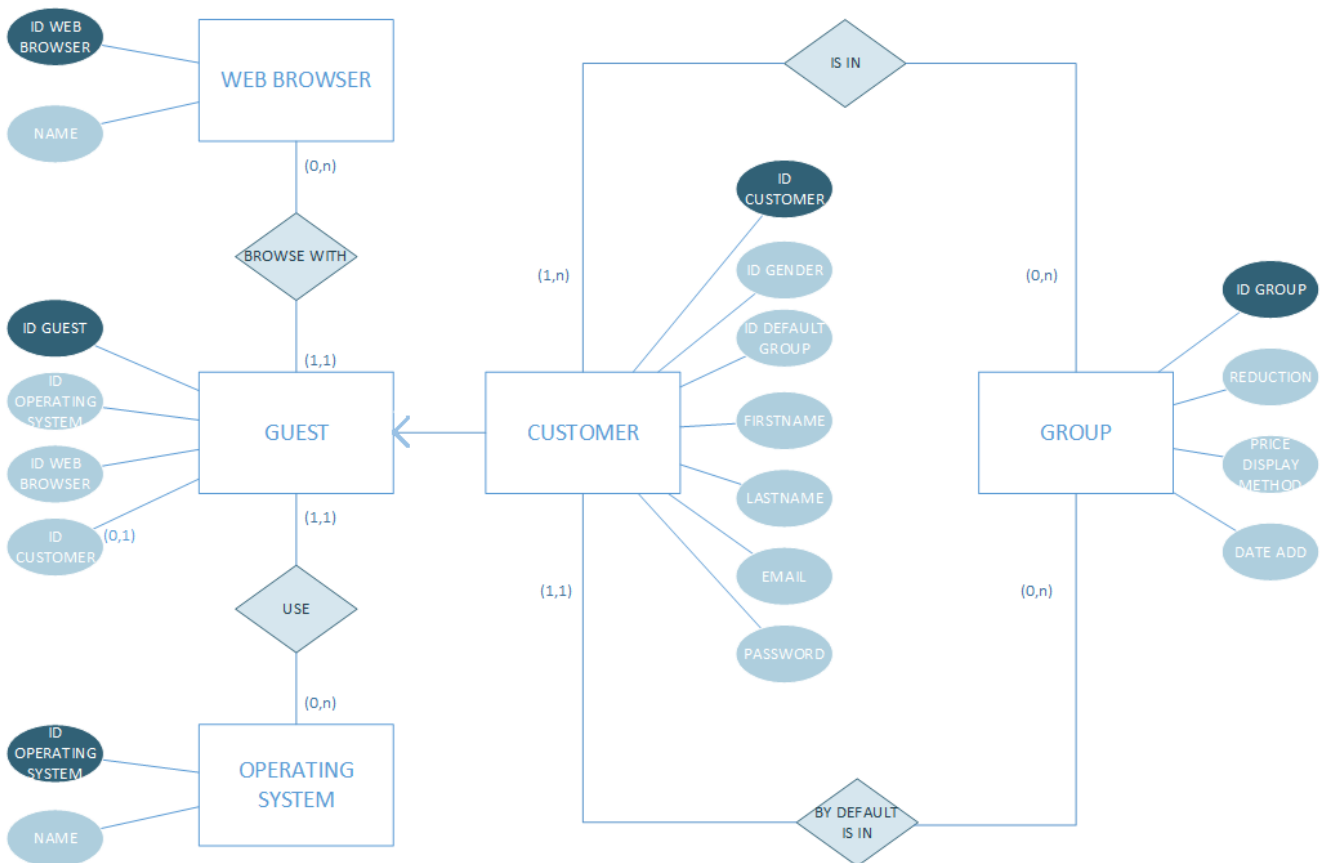 ID WEB
BROWSER
WEB BROWSER
NAME
(0,n)
BROWSE WITH
(1,1)
ID GUEST
ID
OPERATING
SYSTEM
GUEST
ID WEB
BROWSER
ID
CUSTOMER
(0,1)
(1,1)
USE
(0,n)
ID
OPERATING
SYSTEM
OPERATING
SYSTEM
NAME
IS IN
(1,n)
(0,n)
ID
CUSTOMER
ID GENDER
ID DEFAULT
GROUP
CUSTOMER
FIRSTNAME
LASTNAME
EMAIL
PASSWORD
(1,1)
(0,n)
BY DEFAULT
IS IN
GROUP
ID GROUP
REDUCTION
PRICE
DISPLAY
METHOD
DATE ADD